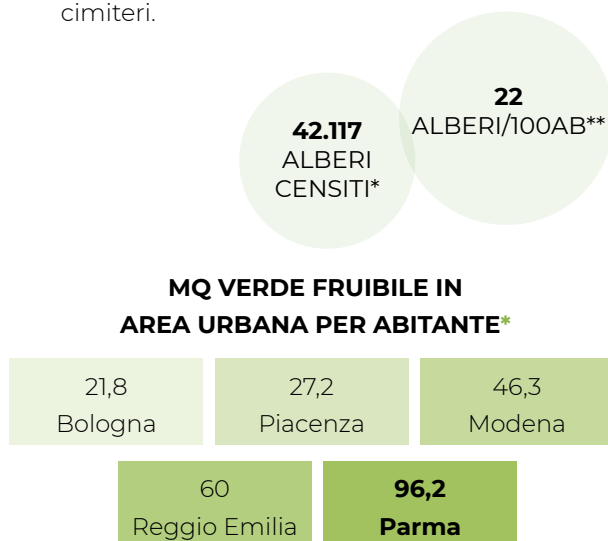 cimiteri.
42.117
ALBERI
CENSITI*
22
ALBERI/100AB**
MQ VERDE FRUIBILE IN
AREA URBANA PER ABITANTE*
21,8
Bologna
27,2
Piacenza
46,3
Modena
60
Reggio Emilia
96,2
Parma